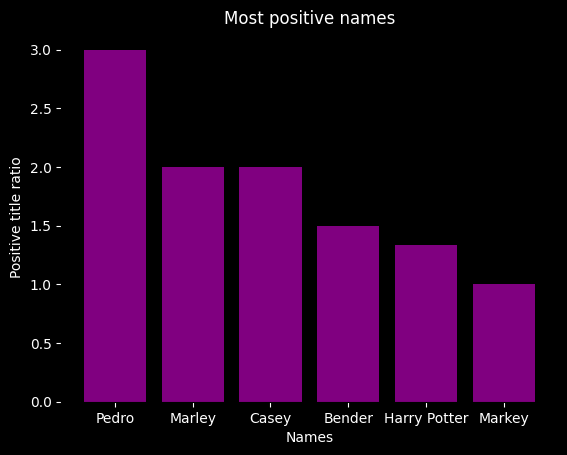 Most positive names
Positive title ratio
3.0
2.5
2.0
1.5
1.0
0.5
0.0
Pedro Marley Casey Bender Harry Potter Markey
Names